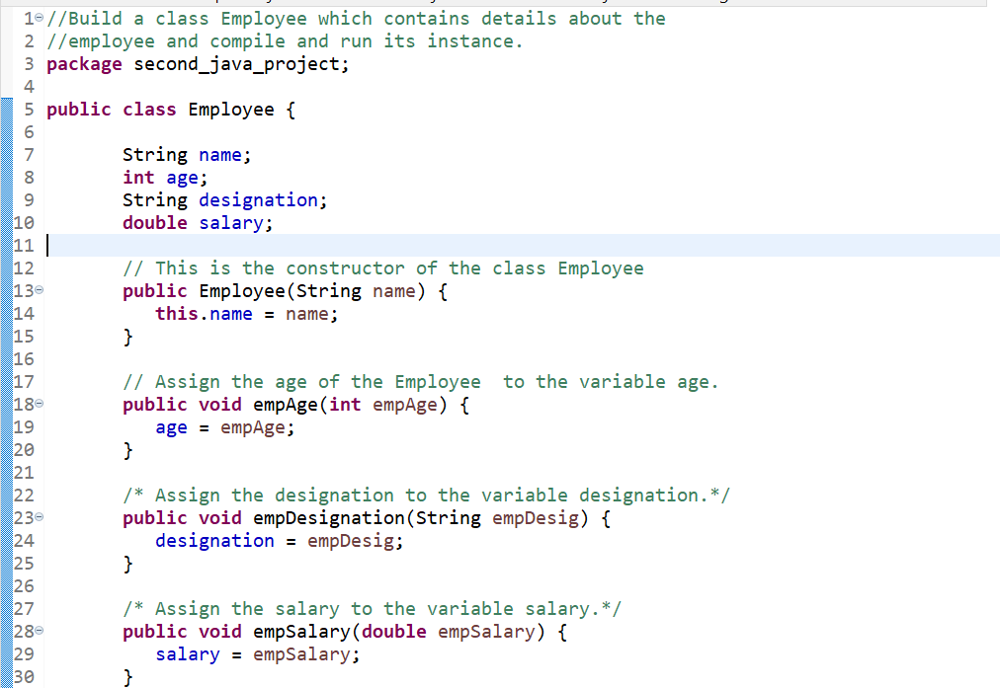 1 //Build a class Employee which contains details about the
2 //employee and compile and run its instance.
3 package second_java_project;
4
5 public class Employee {
6
7 String name;
8 int age;
9 String designation;
10 double salary;
11
12 // This is the constructor of the class Employee
13 public Employee(String name) {
14 this.name = name;
15 }
16
17 // Assign the age of the Employee  to the variable age.
18 public void empAge(int empAge) {
19 age = empAge;
20 }
21
22 /* Assign the designation to the variable designation.*/
23 public void empDesignation(String empDesig) {
24 designation = empDesig;
25 }
26
27 /* Assign the salary to the variable salary.*/
28 public void empSalary(double empSalary) {
29 salary = empSalary;
30 }